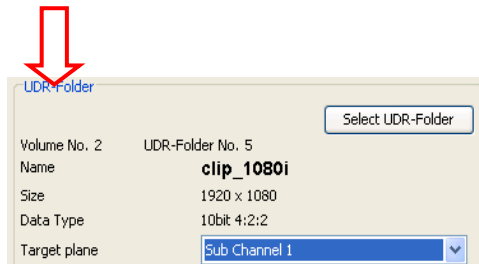 UDR-Folder
Select UDR-Folder
Volume No. 2 UDR-Folder No. 5
Name clip_1080i
Size 1920 x 1080
Data Type 10bit 4:2:2
Target plane Sub Channel 1